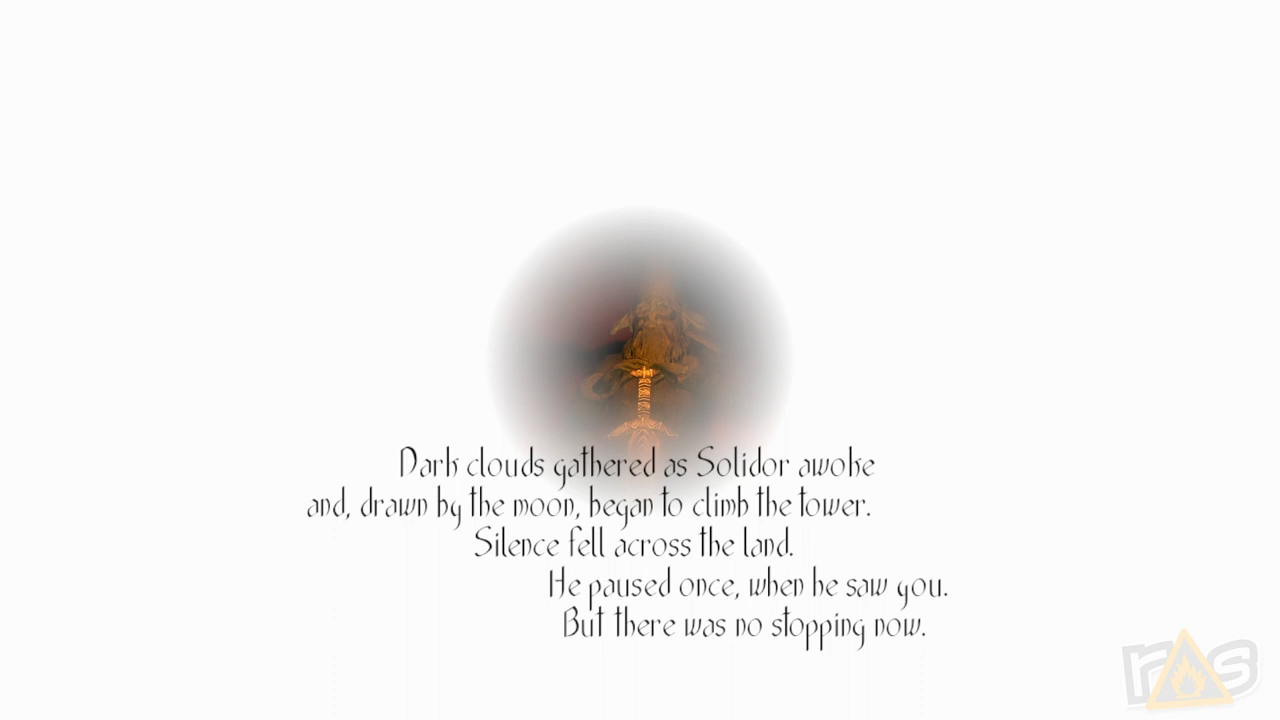 Dark clouds gathered as Solidor awoke
and, drawn by the moon, began to climb the tower.
Silence fell across the land.
He paused once, when he saw you.
But there was no stopping now.
ras